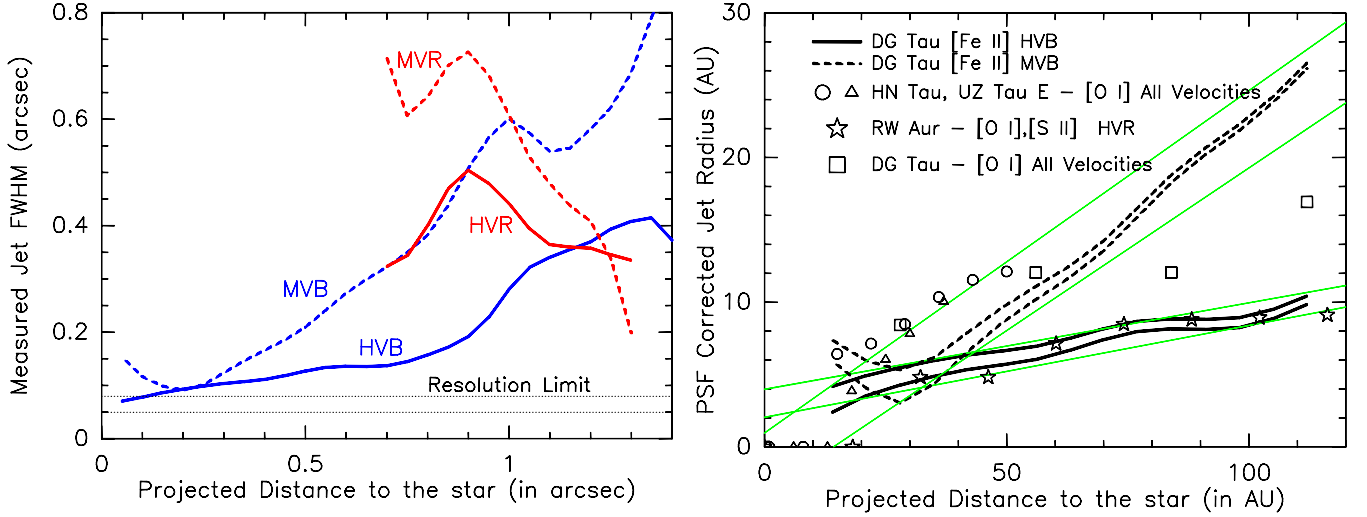 Measured Jet FWHM (arcsec)
0.8
0.6
0.4
0.2
0
MVR
HVR
MVB
HVB
Resolution Limit
0
0.5
1
Projected Distance to the star (in arcsec)
PSF Corrected Jet Radius (AU)
30
20
10
0
DG Tau [Fe II] HVB
DG Tau [Fe II] MVB
HN Tau, UZ Tau E - [O I] All Velocities
RW Aur - [O I],[S II] HVR
DG Tau - [O I] All Velocities
0
50
100
Projected Distance to the star (in AU)